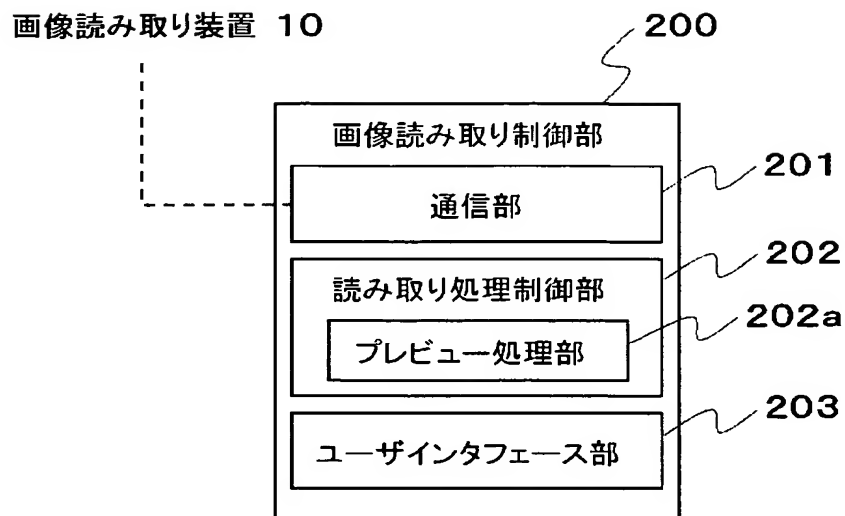 画像読み取り装置 10
200
画像読み取り制御部
201
通信部
202
読み取り処理制御部
202a
プレビュー処理部
203
ユーザインタフェース部